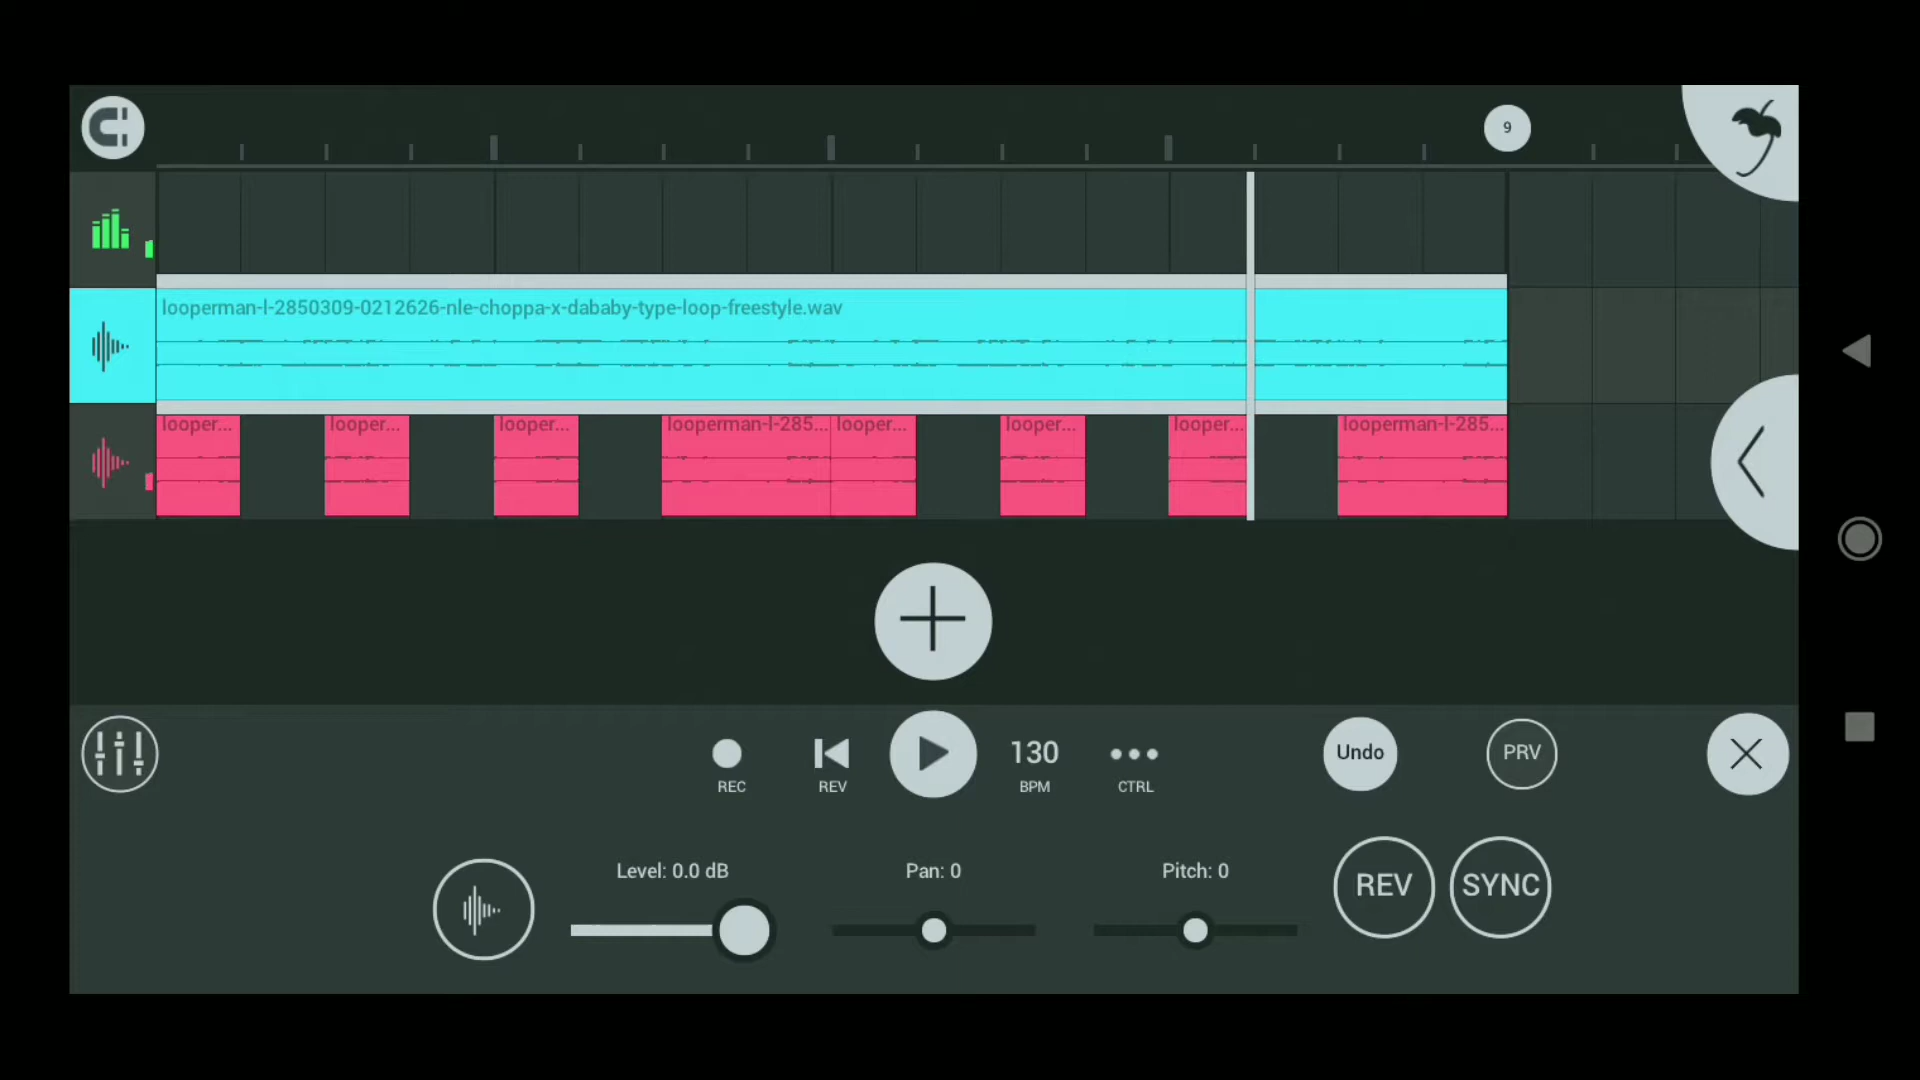 9
looperman-l-2850309-0212626-nle-choppa-x-dababy-type-loop-freestyle.wav
looper... looper... looper... looperman-l-285... looper... looper... looper... looperman-l-285...
130 Undo PRV
REC REV BPM CTRL
Level: 0.0 dB Pan: 0 Pitch: 0 REV SYNC